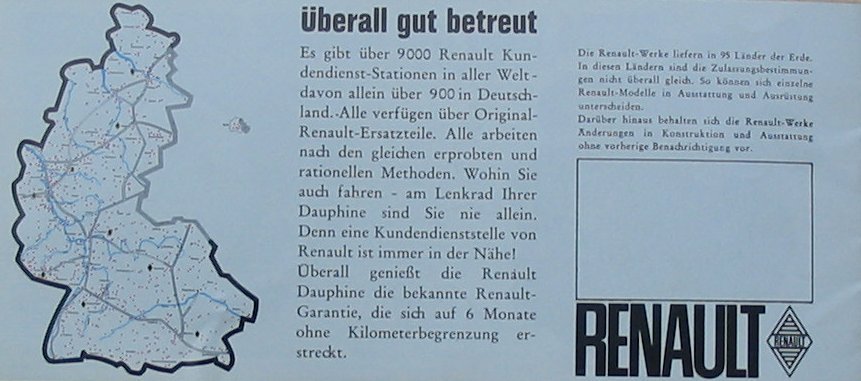 Überall gut betreut
Es gibt über 9000 Renault Kun-
dendienst-Stationen in aller Welt-
davon allein über 900 in Deutsch-
land.-Alle verfügen über Original-
Renault-Ersatzteile. Alle arbeiten
nach den gleichen erprobten und
rationellen Methoden. Wohin Sie
auch fahren - am Lenkrad Ihrer
Dauphine sind Sie nie allein.
Denn eine Kundendienststelle von
Renault ist immer in der Nähe!
Überall genießt die Renault
Dauphine die bekannte Renault-
Garantie, die sich auf 6 Monate
ohne Kilometerbegrenzung er-
streckt.
Die Renault-Werke liefern in 95 Länder der Erde.
In diesen Ländern sind die Zulassungsbestimmun-
gen nicht überall gleich. So können sich einzelne
Renault-Modelle in Ausstattung und Ausrüstung
unterscheiden.
Darüber hinaus behalten sich die Renault-Werke
Änderungen in Konstruktion und Ausstattung
ohne vorherige Benachrichtigung vor.
RENAULT
RENAULT